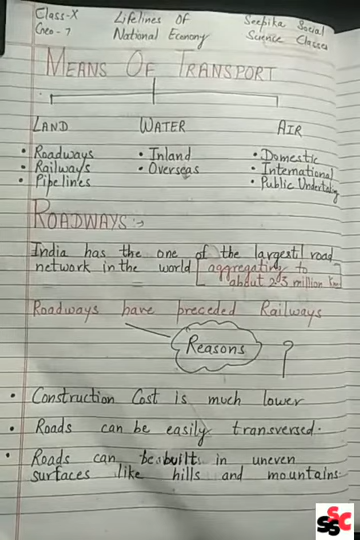 Class-X Lifelines Of Seepika Social
Geo-7 National Economy Science Classes
MEANS OF TRANSPORT
LAND WATER AIR
• Roadways • Inland • Domestic
• Railways • Overseas • International
• Pipelines • Public Undertaking
ROADWAYS :→
India has the one of the largest road
network in the world [aggregating to
about 2.3 million Km]
Roadways have preceded Railways
Reasons ?
• Construction Cost is much lower
• Roads can be easily transversed.
• Roads can be built in uneven
surfaces like hills and mountains.
SSC